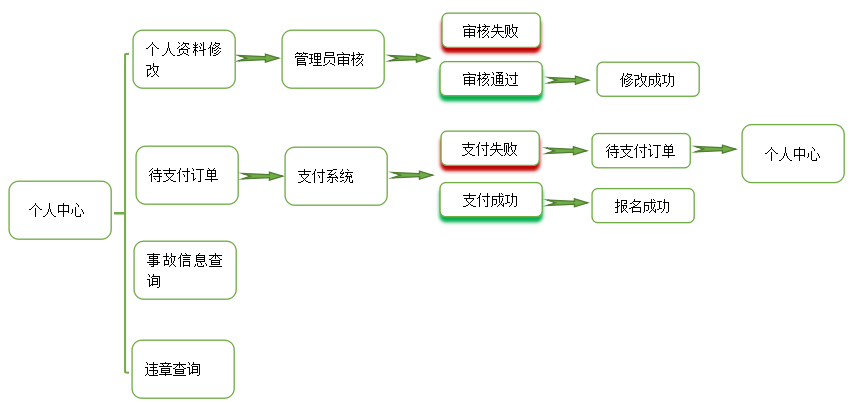 个人中心
个人资料修
改
管理员审核
审核失败
审核通过
修改成功
待支付订单
支付系统
支付失败
待支付订单
个人中心
支付成功
报名成功
事故信息查
询
违章查询